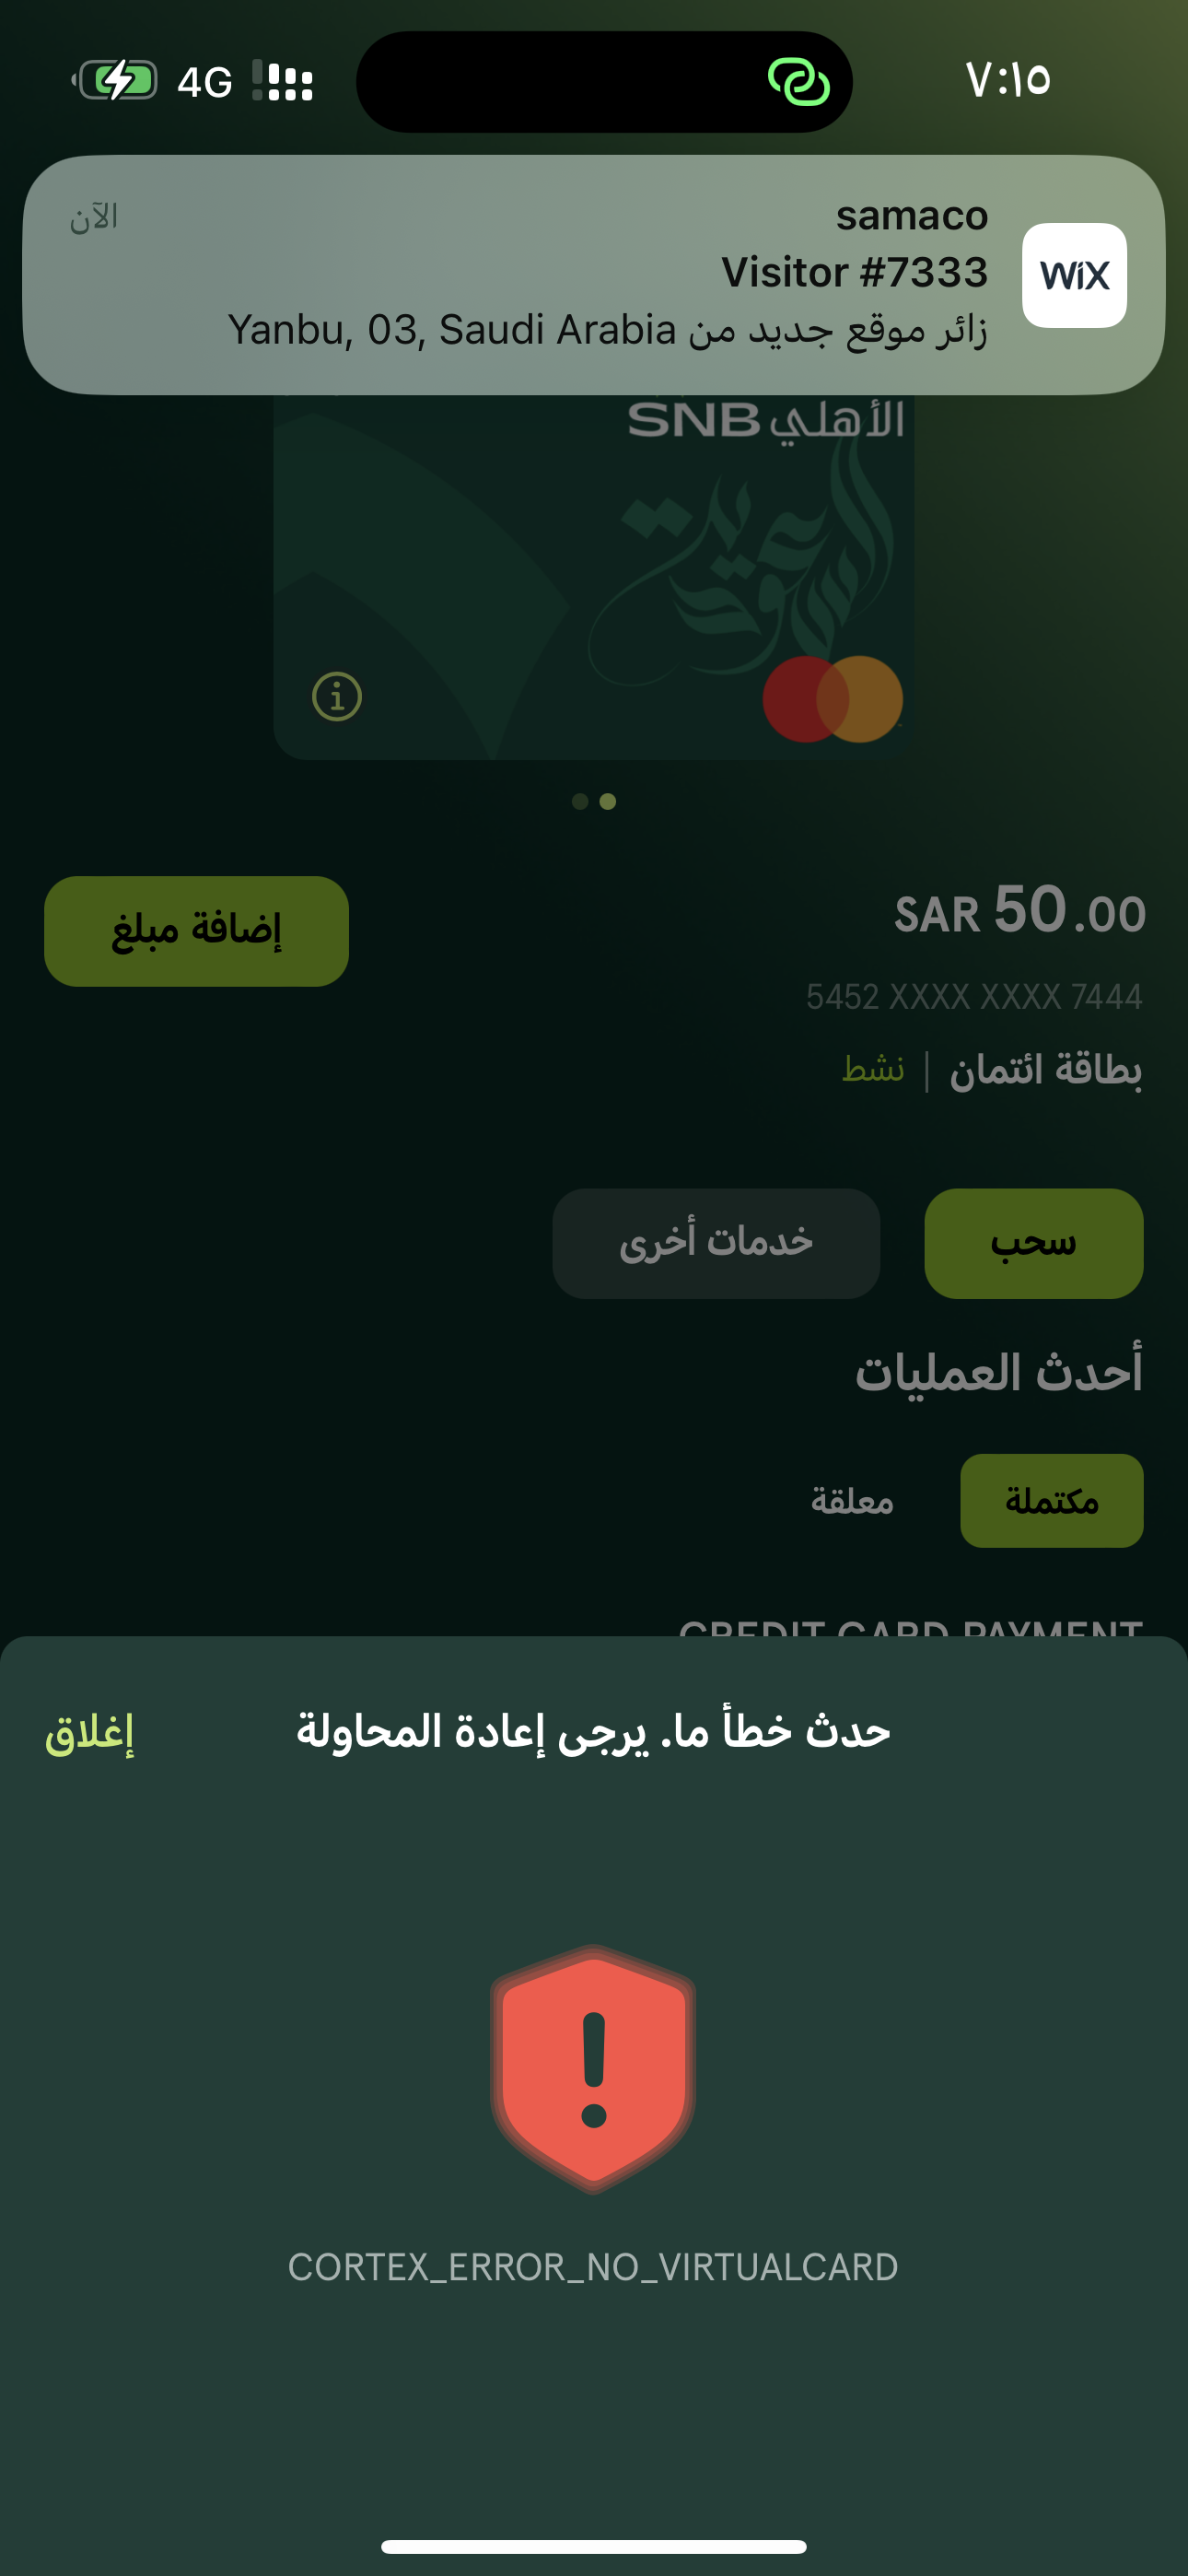 ٧:١٥
4G
samaco
الآن
Visitor #7333
زائر موقع جديد من Yanbu, 03, Saudi Arabia
WiX
الأهلي SNB
السعودية
SAR 50.00
إضافة مبلغ
5452 XXXX XXXX 7444
بطاقة ائتمان | نشط
سحب
خدمات أخرى
أحدث العمليات
مكتملة
معلقة
CREDIT CARD PAYMENT
حدث خطأ ما. يرجى إعادة المحاولة
إغلاق
CORTEX_ERROR_NO_VIRTUALCARD